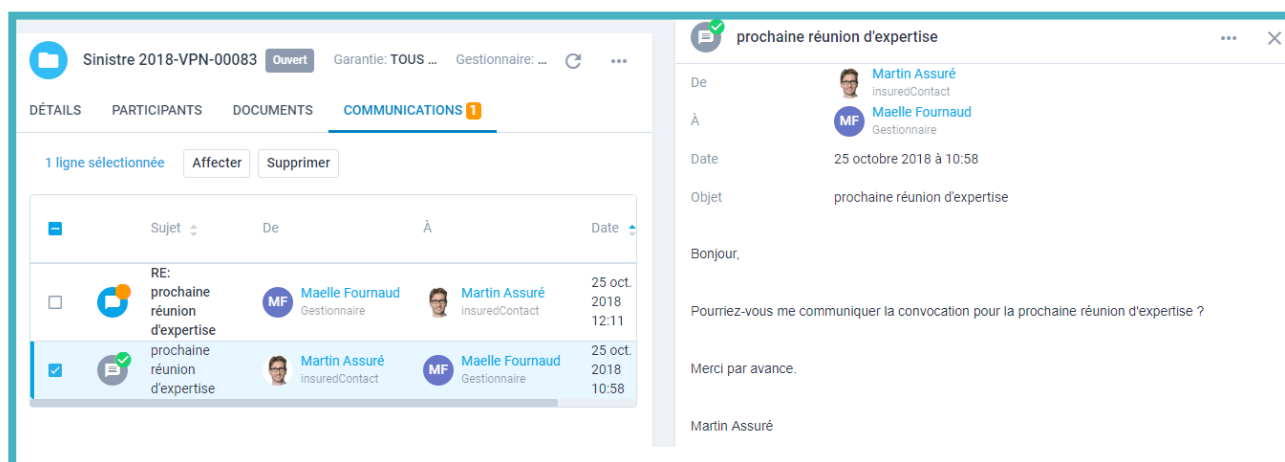 Sinistre 2018-VPN-00083 Ouvert Garantie: TOUS ... Gestionnaire: ...
DÉTAILS PARTICIPANTS DOCUMENTS COMMUNICATIONS 1
1 ligne sélectionnée Affecter Supprimer
Sujet De À Date
RE:
prochaine
réunion
d'expertise
MF
Maelle Fournaud
Gestionnaire
Martin Assuré
insuredContact
25 oct.
2018
12:11
prochaine
réunion
d'expertise
Martin Assuré
insuredContact
MF
Maelle Fournaud
Gestionnaire
25 oct.
2018
10:58
prochaine réunion d'expertise
De
Martin Assuré
insuredContact
À
MF
Maelle Fournaud
Gestionnaire
Date 25 octobre 2018 à 10:58
Objet prochaine réunion d'expertise
Bonjour,
Pourriez-vous me communiquer la convocation pour la prochaine réunion d'expertise ?
Merci par avance.
Martin Assuré